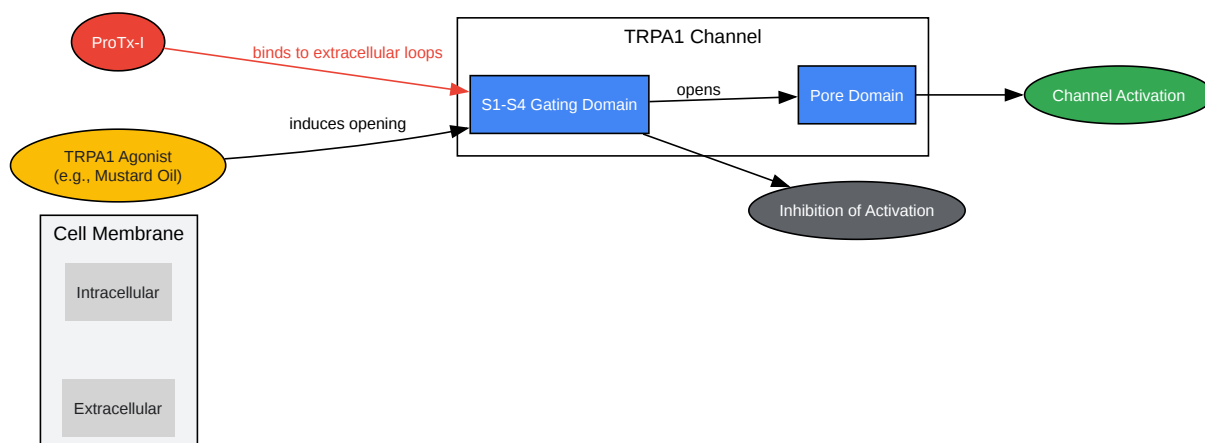 ProTx-I
binds to extracellular loops
TRPA1 Channel
S1-S4 Gating Domain
opens
Pore Domain
Channel Activation
induces opening
TRPA1 Agonist
(e.g., Mustard Oil)
Inhibition of Activation
Cell Membrane
Intracellular
Extracellular